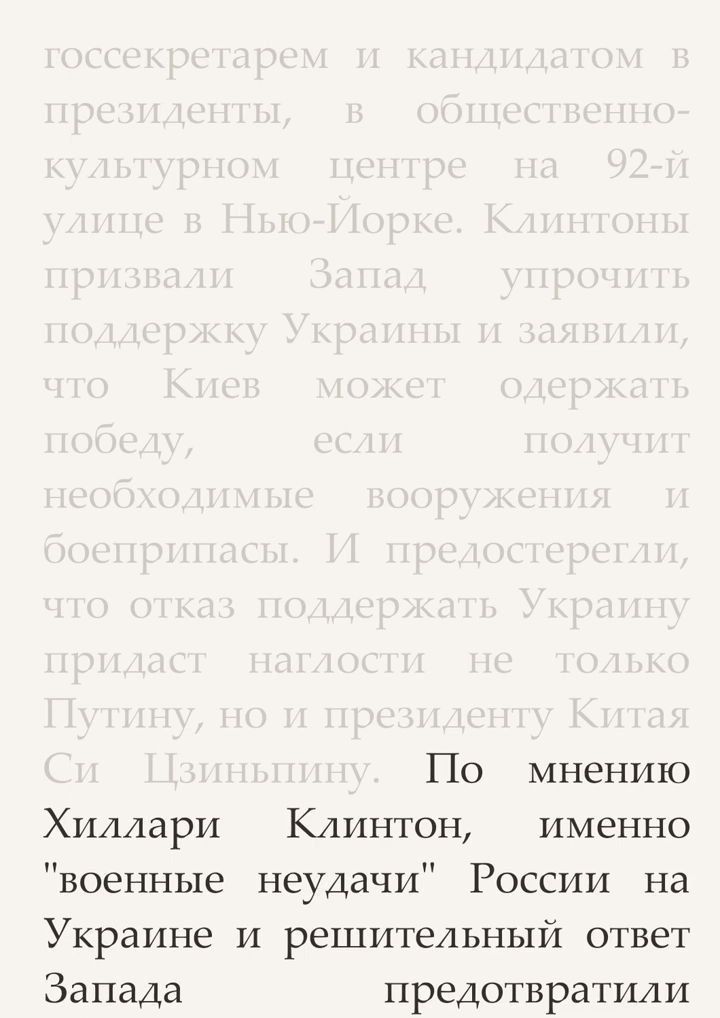 госсекретарем и кандидатом в
президенты, в общественно-
культурном центре на 92-й
улице в Нью-Йорке. Клинтоны
призвали Запад упрочить
поддержку Украины и заявили,
что Киев может одержать
победу, если получит
необходимые вооружения и
боеприпасы. И предостерегли,
что отказ поддержать Украину
придаст наглости не только
Путину, но и президенту Китая
Си Цзиньпину. По мнению
Хиллари Клинтон, именно
"военные неудачи" России на
Украине и решительный ответ
Запада предотвратили